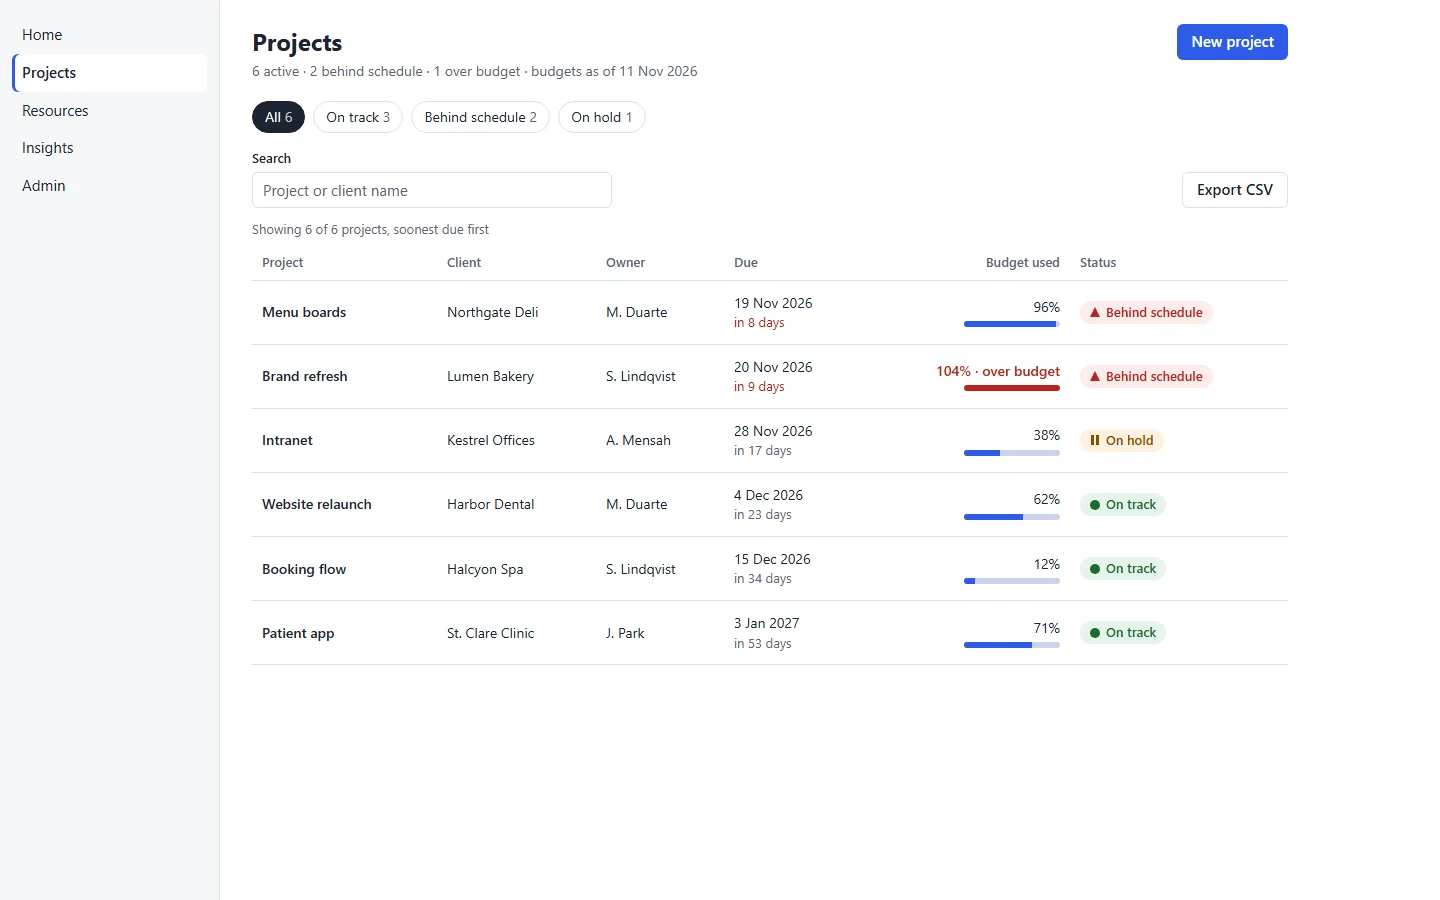 Home
Projects
Resources
Insights
Admin
Projects
New project
6 active · 2 behind schedule · 1 over budget · budgets as of 11 Nov 2026
All 6
On track 3
Behind schedule 2
On hold 1
Search
Project or client name
Export CSV
Showing 6 of 6 projects, soonest due first
Project Client Owner Due Budget used Status
Menu boards Northgate Deli M. Duarte 19 Nov 2026 in 8 days 96% Behind schedule
Brand refresh Lumen Bakery S. Lindqvist 20 Nov 2026 in 9 days 104% · over budget Behind schedule
Intranet Kestrel Offices A. Mensah 28 Nov 2026 in 17 days 38% On hold
Website relaunch Harbor Dental M. Duarte 4 Dec 2026 in 23 days 62% On track
Booking flow Halcyon Spa S. Lindqvist 15 Dec 2026 in 34 days 12% On track
Patient app St. Clare Clinic J. Park 3 Jan 2027 in 53 days 71% On track